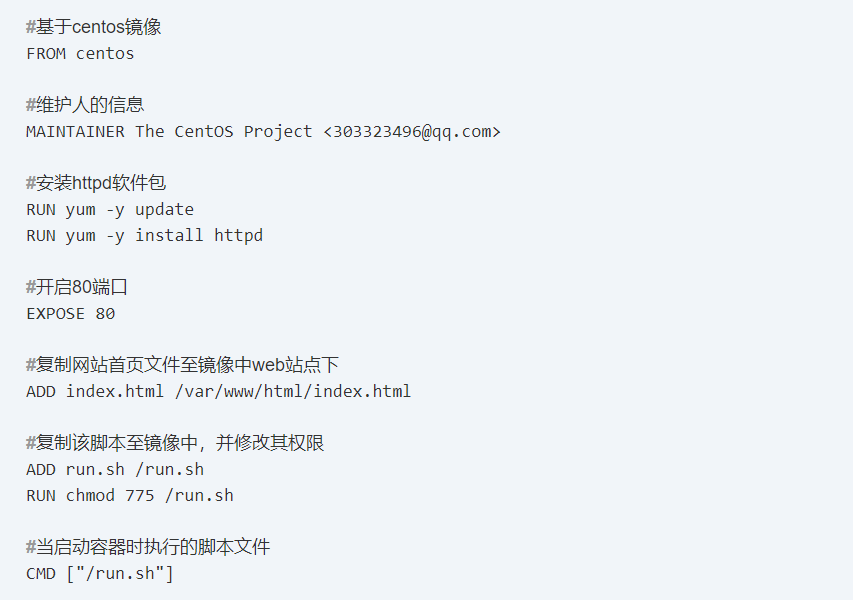 #基于centos镜像
FROM centos
#维护人的信息
MAINTAINER The CentOS Project <303323496@qq.com>
#安装httpd软件包
RUN yum -y update
RUN yum -y install httpd
#开启80端口
EXPOSE 80
#复制网站首页文件至镜像中web站点下
ADD index.html /var/www/html/index.html
#复制该脚本至镜像中，并修改其权限
ADD run.sh /run.sh
RUN chmod 775 /run.sh
#当启动容器时执行的脚本文件
CMD ["/run.sh"]